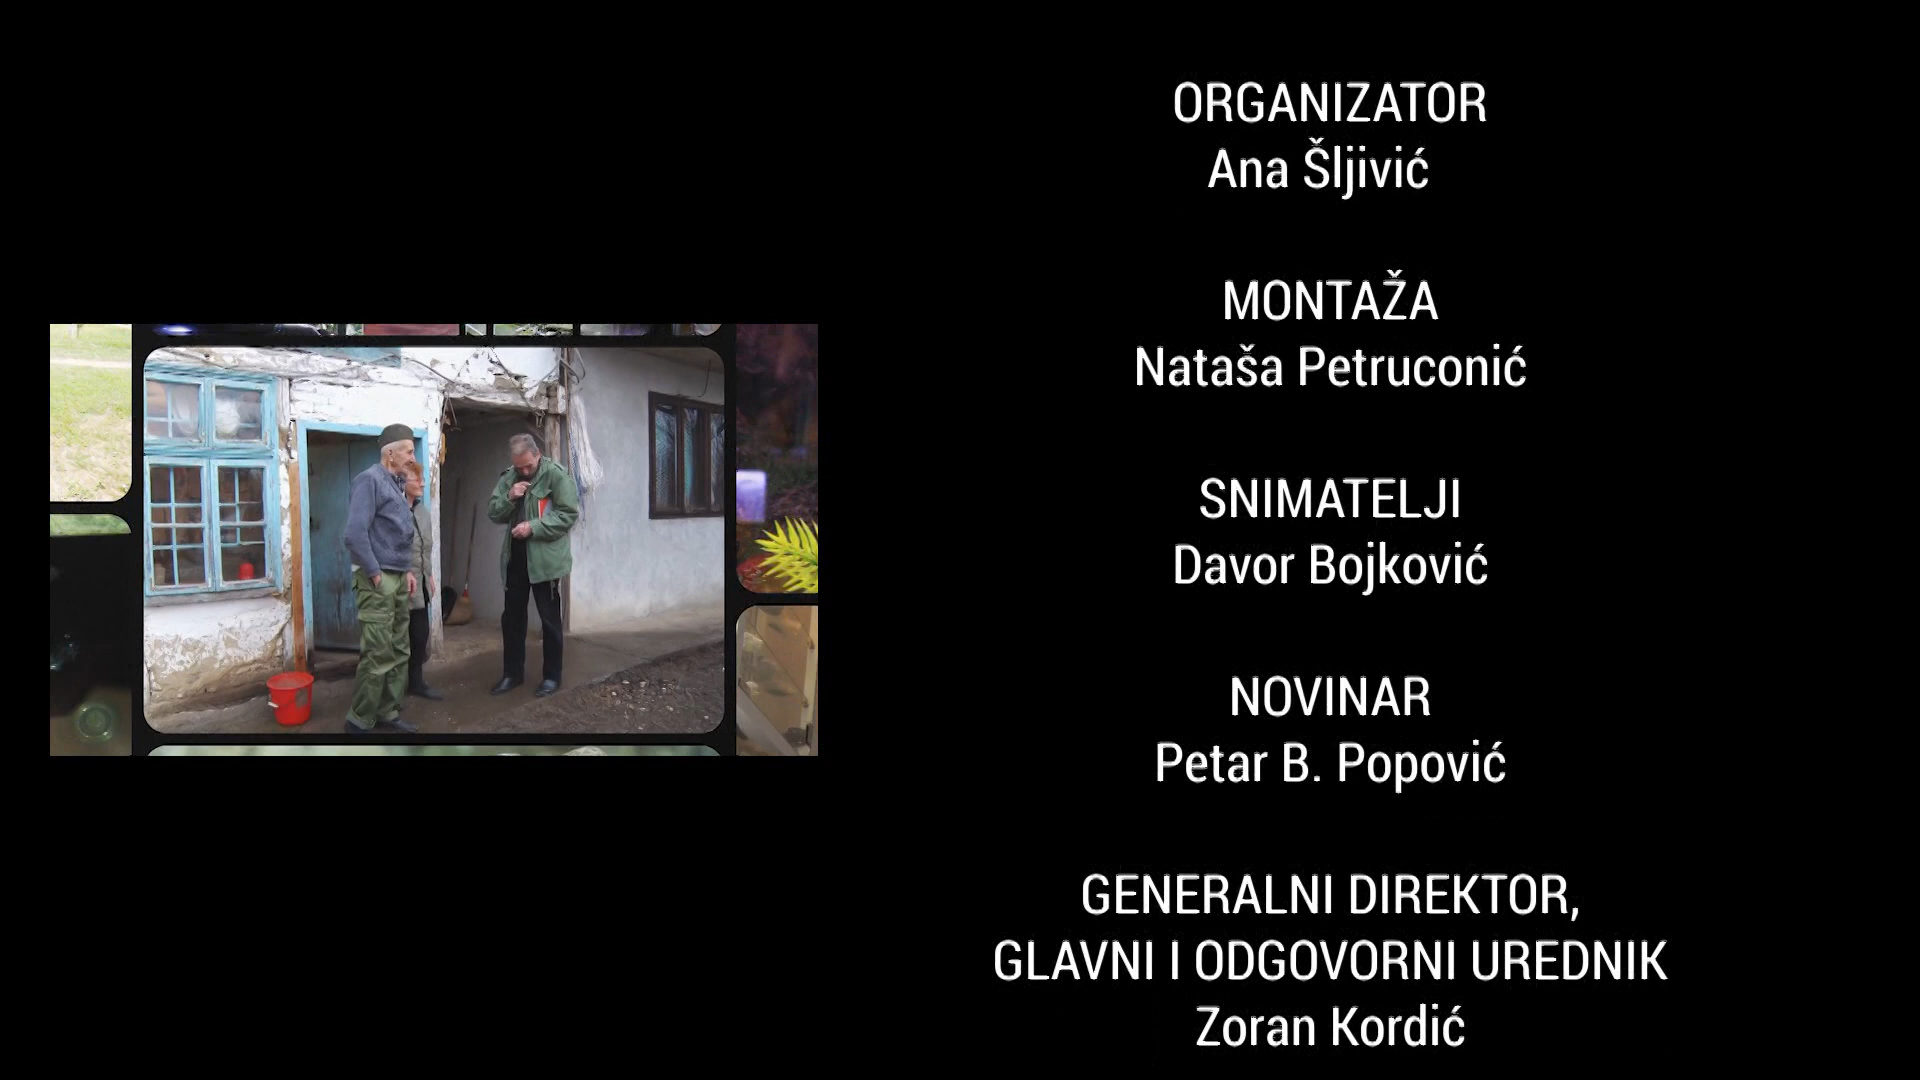 ORGANIZATOR
Ana Šljivić
MONTAŽA
Nataša Petruconić
SNIMATELJI
Davor Bojković
NOVINAR
Petar B. Popović
GENERALNI DIREKTOR,
GLAVNI I ODGOVORNI UREDNIK
Zoran Kordić